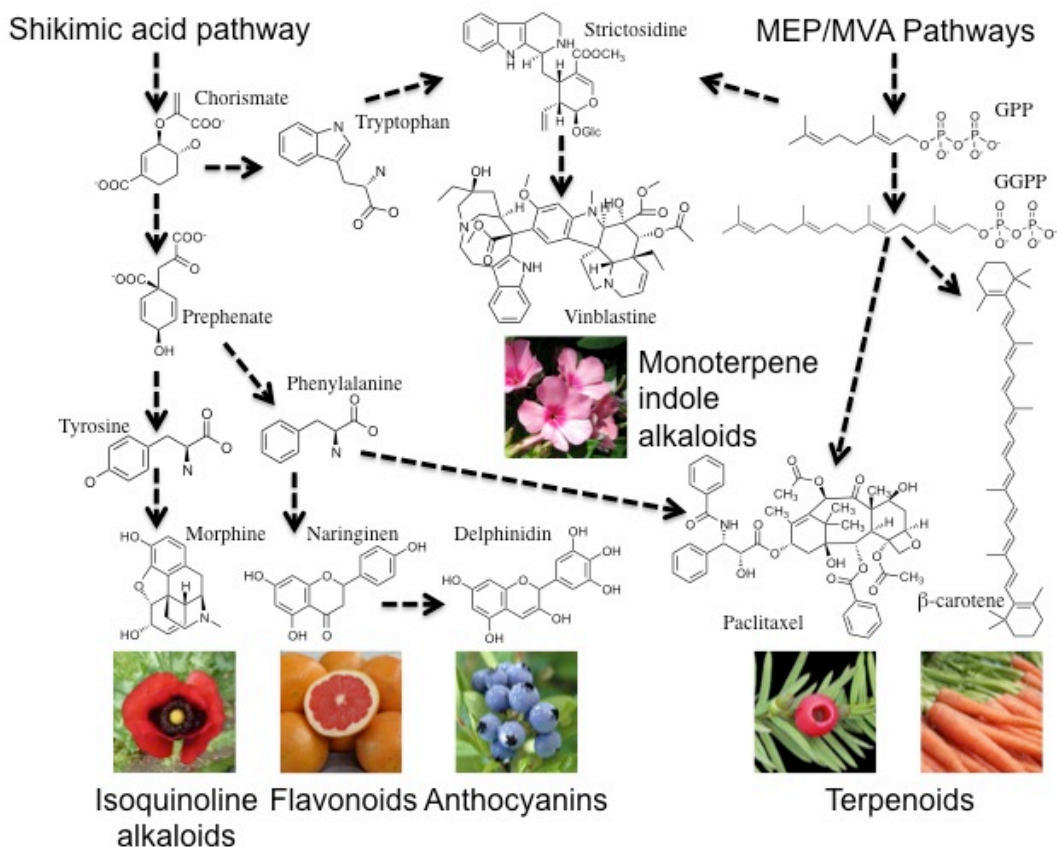 Shikimic acid pathway
Strictosidine
MEP/MVA Pathways
Chorismate
Tryptophan
GPP
GGPP
Prephenate
Vinblastine
Monoterpene
indole
alkaloids
Phenylalanine
Tyrosine
Morphine
Naringinen
Delphinidin
Paclitaxel
β-carotene
Isoquinoline
alkaloids
Flavonoids
Anthocyanins
Terpenoids